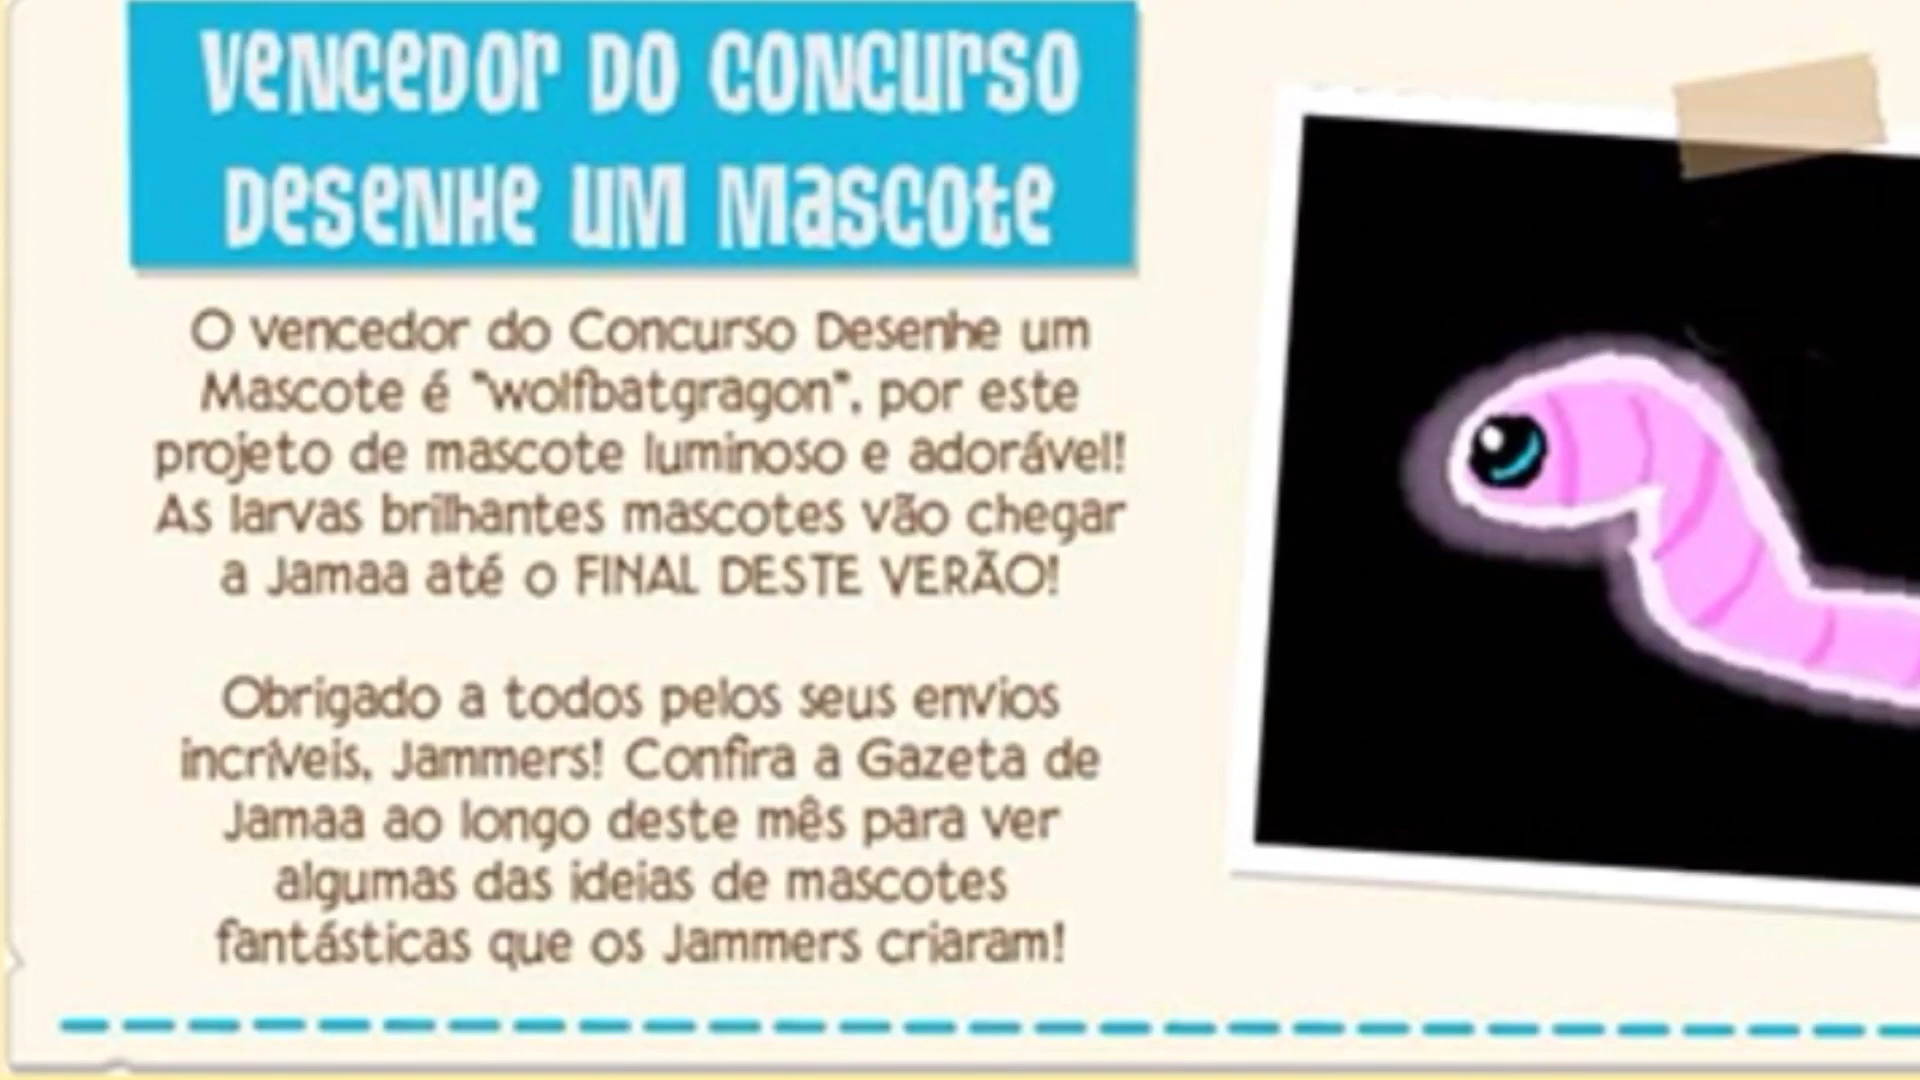 Vencedor do Concurso
Desenhe um Mascote
O vencedor do Concurso Desenhe um
Mascote é "wolfbatgragon", por este
projeto de mascote luminoso e adorável!
As larvas brilhantes mascotes vão chegar
a Jamaa até o FINAL DESTE VERÃO!
Obrigado a todos pelos seus envios
incríveis, Jammers! Confira a Gazeta de
Jamaa ao longo deste mês para ver
algumas das ideias de mascotes
fantásticas que os Jammers criaram!